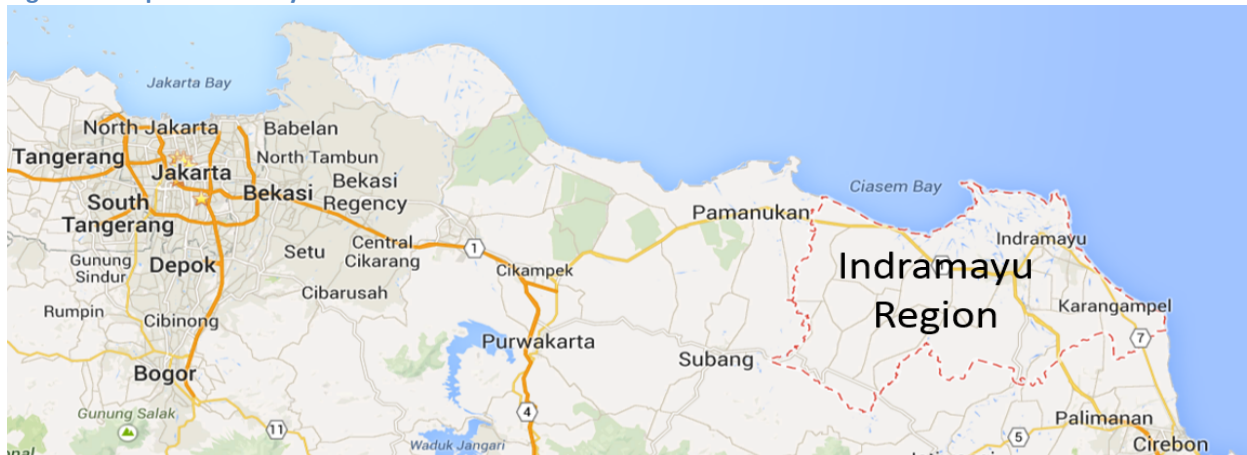 Jakarta Bay
North Jakarta
Babelan
Tangerang
North Tambun
Jakarta
Bekasi
Bekasi
Regency
South
Tangerang
Ciasem Bay
Pamanukan
Setu
Central
Cikarang
1
Indramayu
Gunung
Sindur
Depok
Cikampek
Indramayu
Region
Cibarusah
Rumpin
Cibinong
Karangampel
Purwakarta
7
Subang
Bogor
Gunung Salak
4
11
Waduk Jangari
Palimanan
5
Cirebon